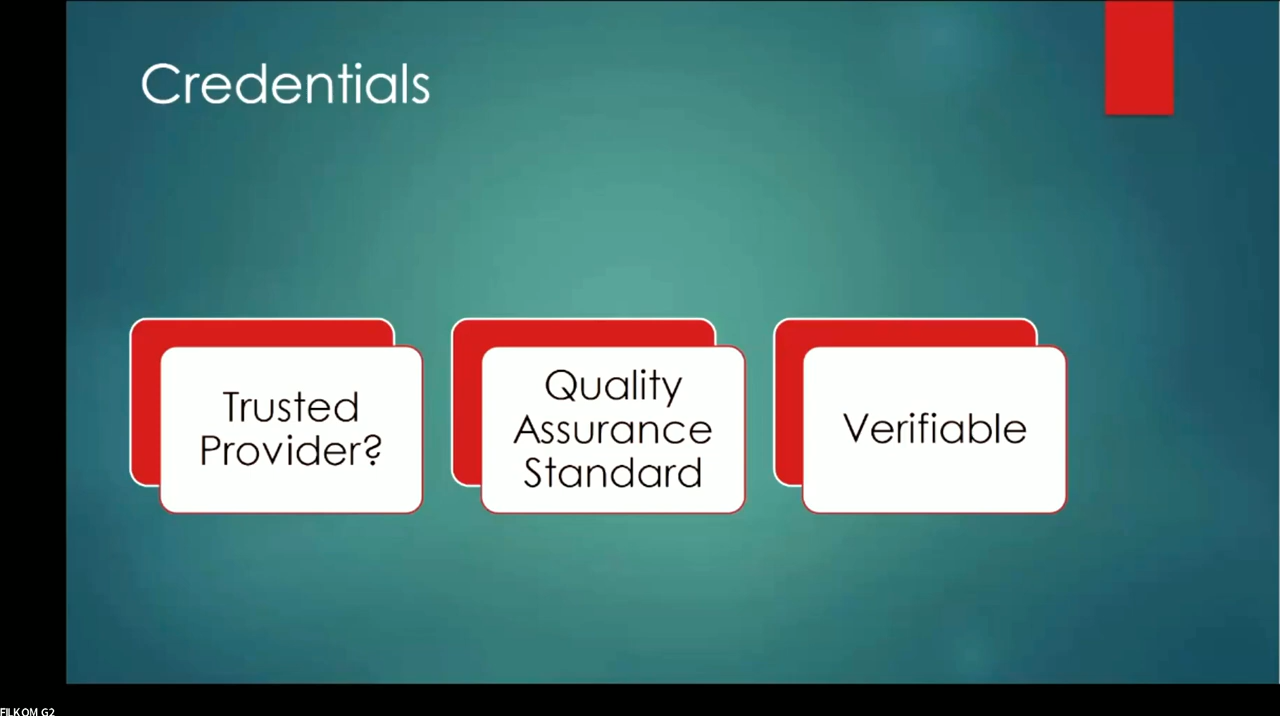 Credentials
Trusted
Provider?
Quality
Assurance
Standard
Verifiable
FILKOM G2